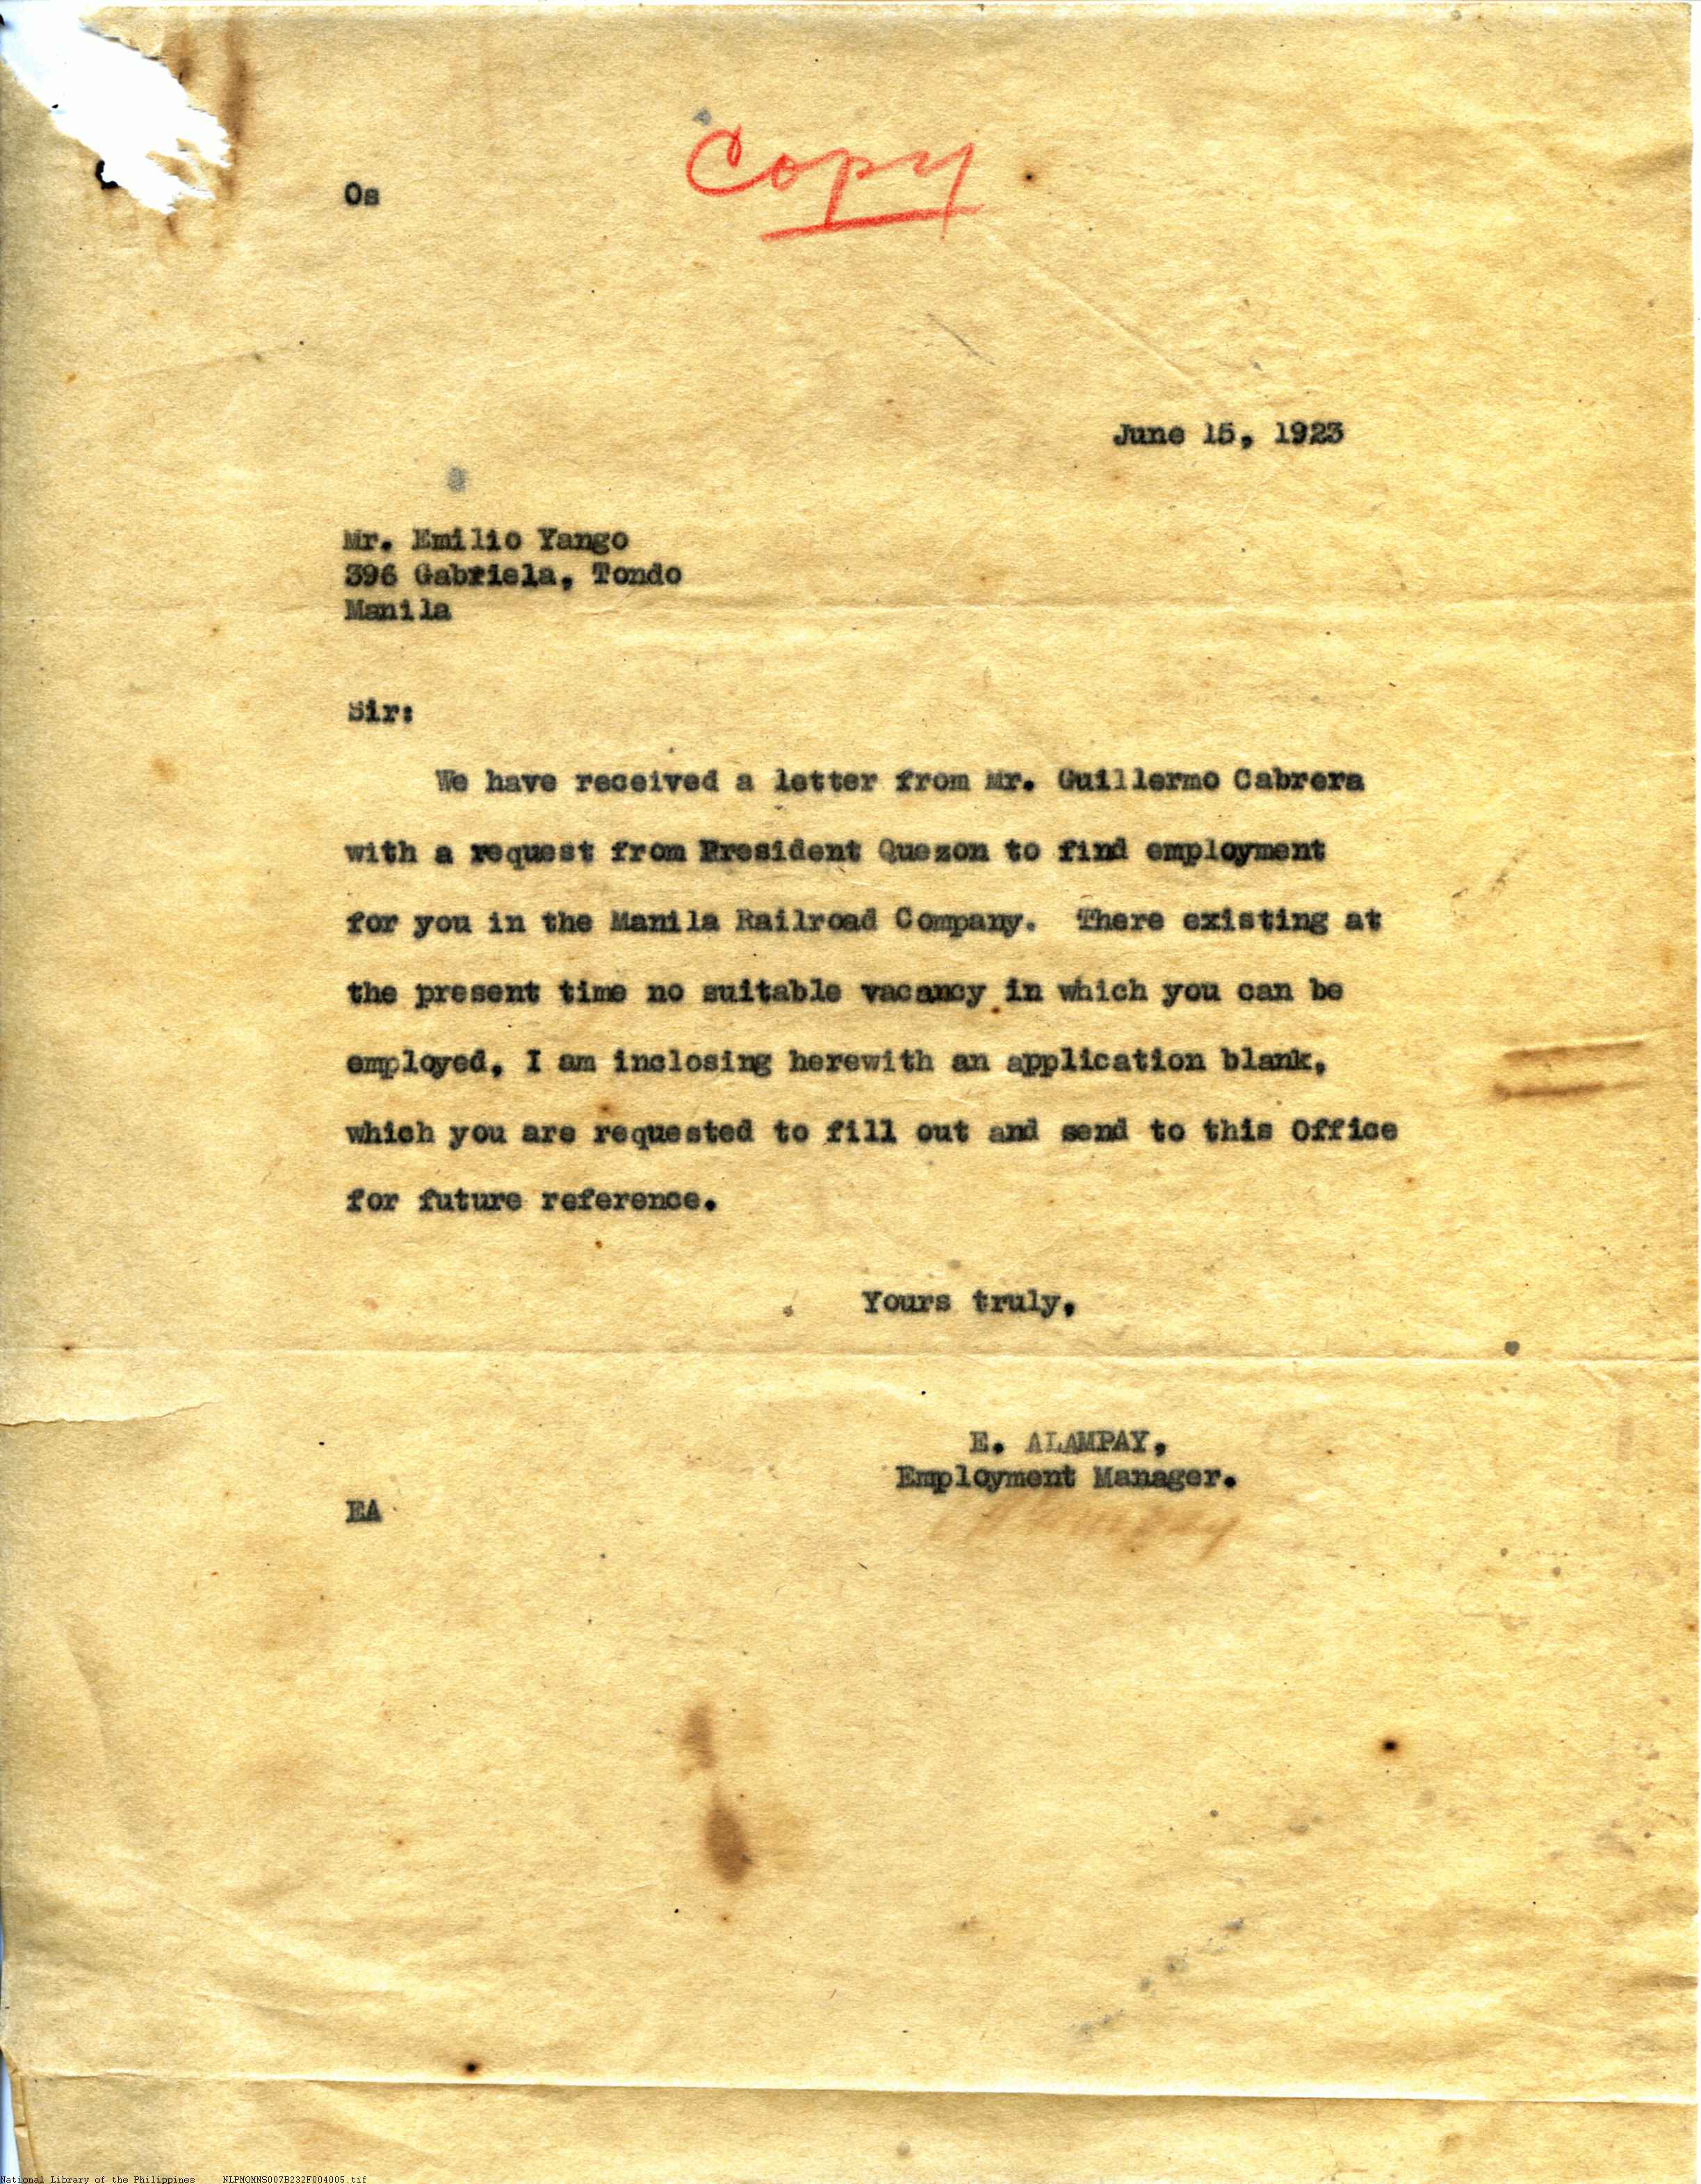 Copy
Os
June 15, 1923
Mr. Emilio Yango
396 Gabriela, Tondo
Manila
Sir:
We have received a letter from Mr. Guillermo Cabrera
with a request from President Quezon to find employment
for you in the Manila Railroad Company. There existing at
the present time no suitable vacancy in which you can be
employed, I am inclosing herewith an application blank,
which you are requested to fill out and send to this Office
for future reference.
Yours truly,
E. ALAMPAY,
Employment Manager.
EA
National Library of the Philippines NLPMQMNS007B232F004005.tif